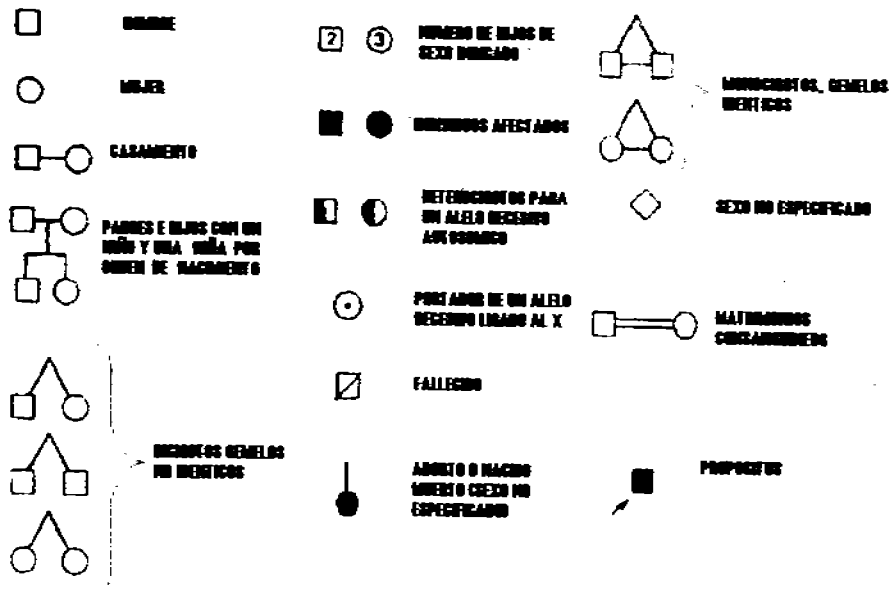 HOMBRE
MUJER
CASAMIENTO
PADRES E HIJOS CON UN
NIÑO Y UNA NIÑA POR
ORDEN DE NACIMIENTO
DICIGOTOS GEMELOS
NO IDENTICOS
2 3
NUMERO DE HIJOS DE
SEXO INDICADO
INDIVIDUOS AFECTADOS
HETEROCIGOTOS PARA
UN ALELO RECESIVO
AUTOSOMICO
PORTADOR DE UN ALELO
RECESIVO LIGADO AL X
FALLECIDO
ABORTO O NACIDO
MUERTO (SEXO NO
ESPECIFICADO)
MONOCIGOTOS, GEMELOS
IDENTICOS
SEXO NO ESPECIFICADO
MATRIMONIOS
CONSANGUINEOS
PROPOSITUS